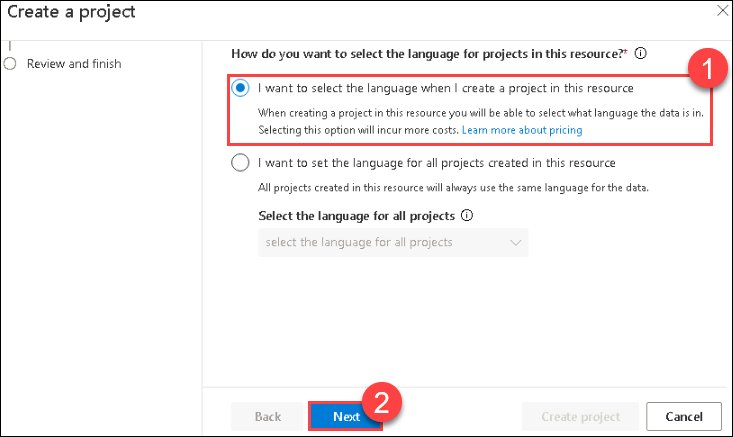 Create a project
Review and finish
How do you want to select the language for projects in this resource?*
1
I want to select the language when I create a project in this resource
When creating a project in this resource you will be able to select what language the data is in.
Selecting this option will incur more costs. Learn more about pricing
I want to set the language for all projects created in this resource
All projects created in this resource will always use the same language for the data.
Select the language for all projects
select the language for all projects
Back
Next
2
Create project
Cancel